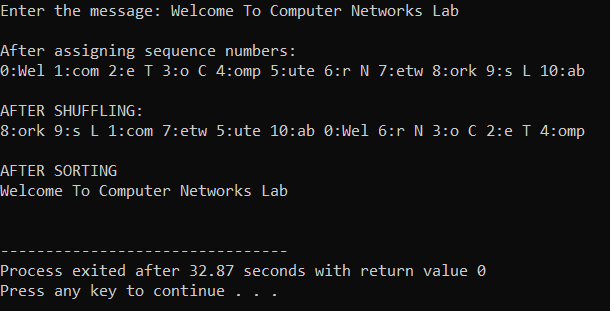 Enter the message: Welcome To Computer Networks Lab
After assigning sequence numbers:
0:Wel 1:com 2:e T 3:o C 4:omp 5:ute 6:r N 7:etw 8:ork 9:s L 10:ab
AFTER SHUFFLING:
8:ork 9:s L 1:com 7:etw 5:ute 10:ab 0:Wel 6:r N 3:o C 2:e T 4:omp
AFTER SORTING
Welcome To Computer Networks Lab
--------------------------------
Process exited after 32.87 seconds with return value 0
Press any key to continue . . .